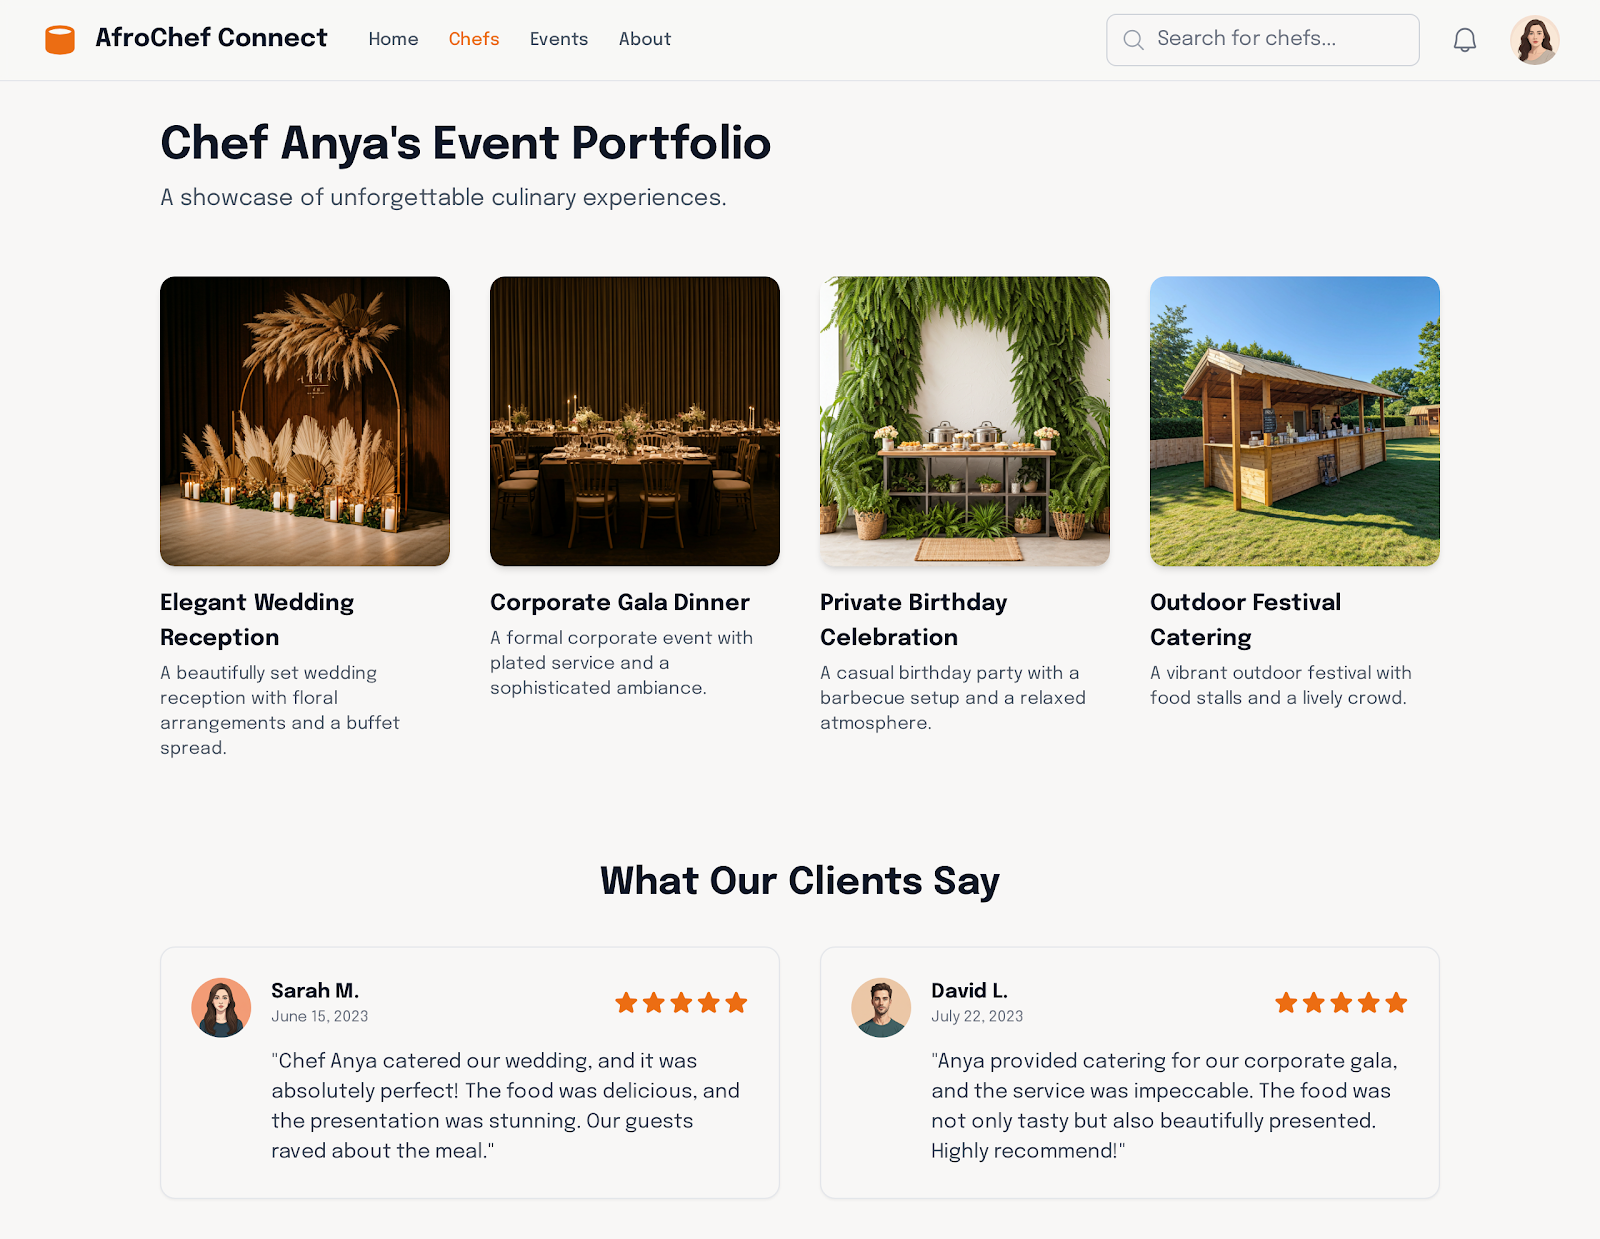 AfroChef Connect
Home
Chefs
Events
About
Search for chefs...
Chef Anya's Event Portfolio
A showcase of unforgettable culinary experiences.
Elegant Wedding
Reception
A beautifully set wedding
reception with floral
arrangements and a buffet
spread.
Corporate Gala Dinner
A formal corporate event with
plated service and a
sophisticated ambiance.
Private Birthday
Celebration
A casual birthday party with a
barbecue setup and a relaxed
atmosphere.
Outdoor Festival
Catering
A vibrant outdoor festival with
food stalls and a lively crowd.
What Our Clients Say
Sarah M.
June 15, 2023
"Chef Anya catered our wedding, and it was
absolutely perfect! The food was delicious, and
the presentation was stunning. Our guests
raved about the meal."
David L.
July 22, 2023
"Anya provided catering for our corporate gala,
and the service was impeccable. The food was
not only tasty but also beautifully presented.
Highly recommend!"